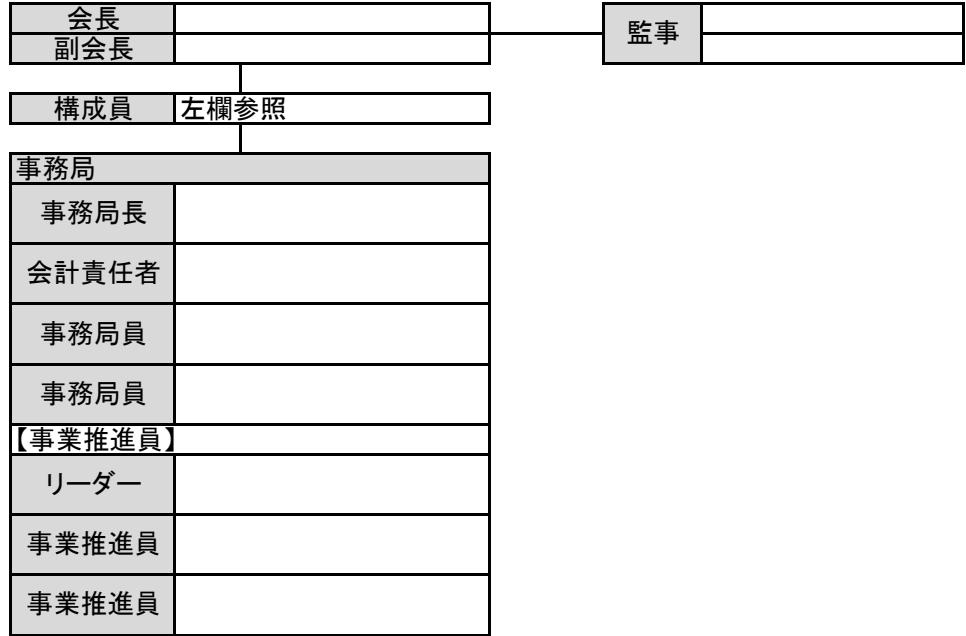 会長
副会長
監事
構成員 左欄参照
事務局
事務局長
会計責任者
事務局員
事務局員
【事業推進員】
リーダー
事業推進員
事業推進員